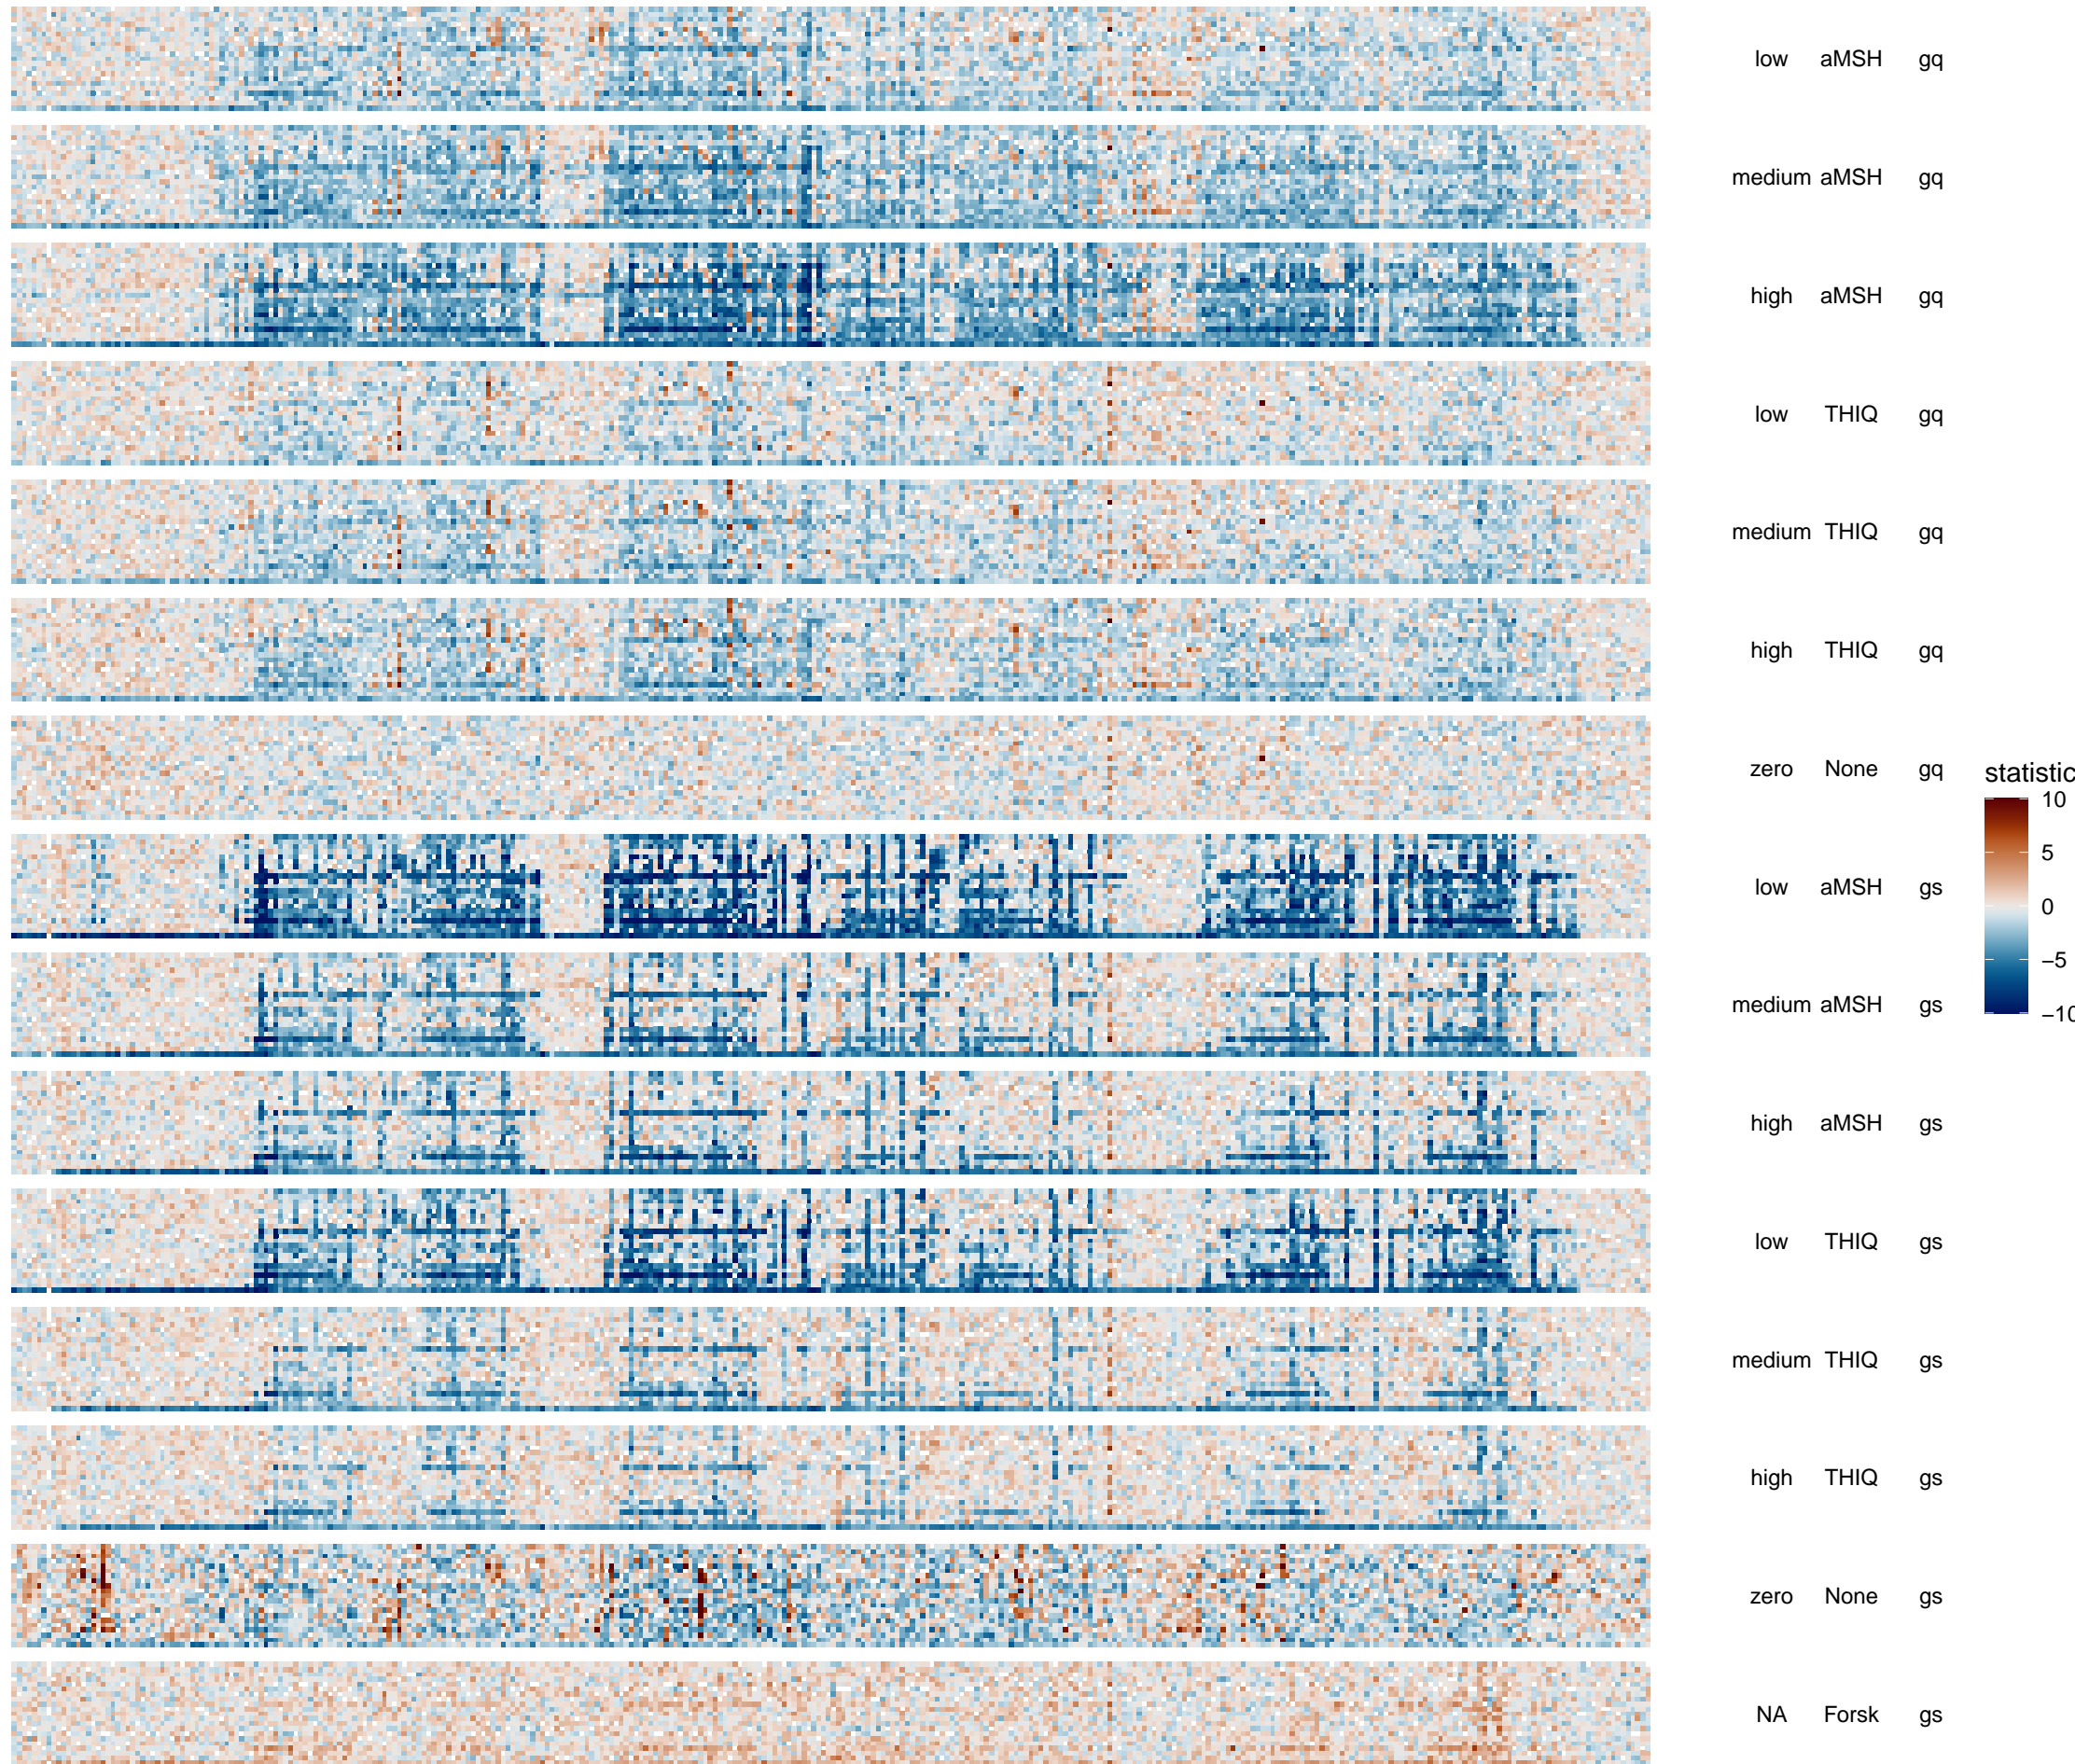 low aMSH gq
medium aMSH gq
high aMSH gq
low THIQ gq
medium THIQ gq
high THIQ gq
zero None gq
statistic
10
5
0
−5
−10
low aMSH gs
medium aMSH gs
high aMSH gs
low THIQ gs
medium THIQ gs
high THIQ gs
zero None gs
NA Forsk gs